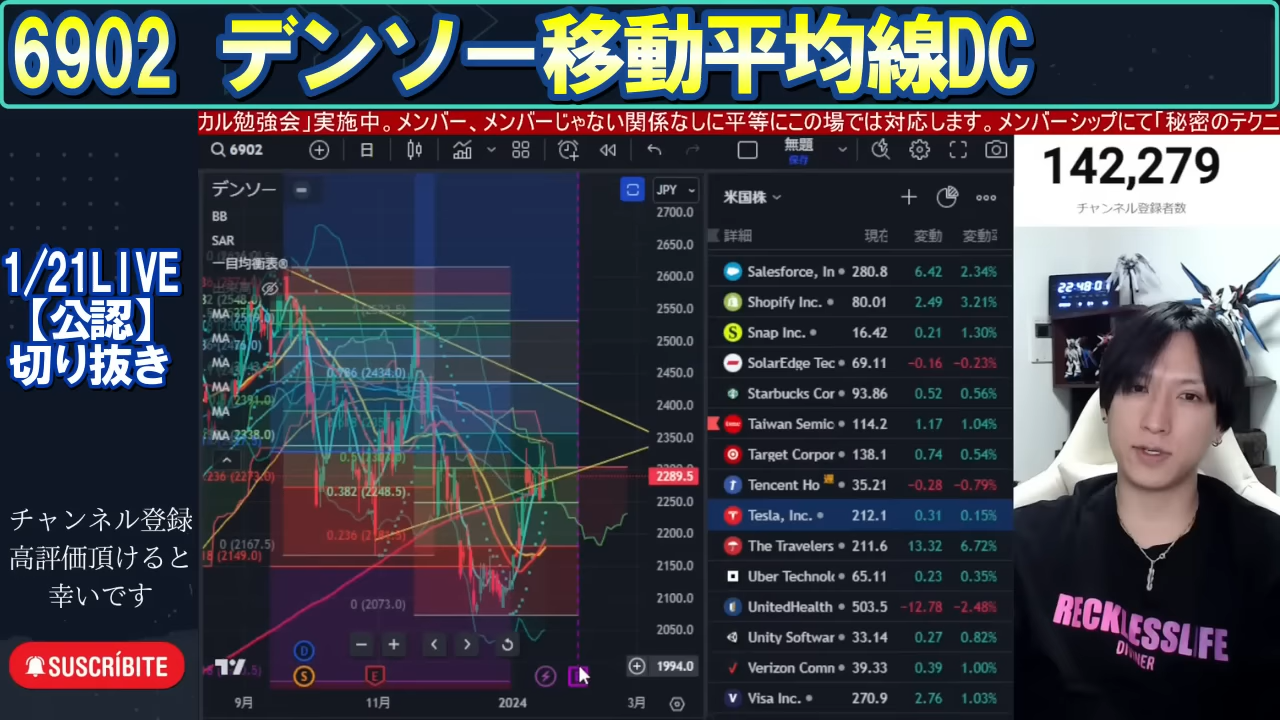 6902 デンソー移動平均線DC
カル勉強会」実施中。メンバー、メンバーじゃない関係なしに平等にこの場では対応します。メンバーシップにて「秘密のテクニ
6902
日
無題
保存
142,279
チャンネル登録者数
1/21LIVE
【公認】
切り抜き
チャンネル登録
高評価頂けると
幸いです
SUSCRÍBITE
デンソー
BB
SAR
一目均衡表
MA
MA
MA
MA
MA
MA
JPY
2700.0
2650.0
2600.0
2550.0
2500.0
2450.0
2400.0
2350.0
2289.5
2250.0
2200.0
2150.0
2100.0
2050.0
1994.0
0.786 (2434.0)
0.382 (2248.5)
0 (2167.5)
(2149.0)
0 (2073.0)
D
S
E
9月
11月
2024
3月
米国株
詳細
現在
変動
変動
Salesforce, In 280.8 6.42 2.34%
Shopify Inc. 80.01 2.49 3.21%
Snap Inc. 16.42 0.21 1.30%
SolarEdge Tec 69.11 −0.16 −0.23%
Starbucks Cor 93.86 0.52 0.56%
Taiwan Semic 114.2 1.17 1.04%
Target Corpor 138.1 0.74 0.54%
Tencent Ho 35.21 −0.28 −0.79%
Tesla, Inc. 212.1 0.31 0.15%
The Travelers 211.6 13.32 6.72%
Uber Technol 65.11 0.23 0.35%
UnitedHealth 503.5 −12.78 −2.48%
Unity Softwar 33.14 0.27 0.82%
Verizon Comm 39.33 0.39 1.00%
Visa Inc. 270.9 2.76 1.03%
22:48:01
RECKLESSLIFE